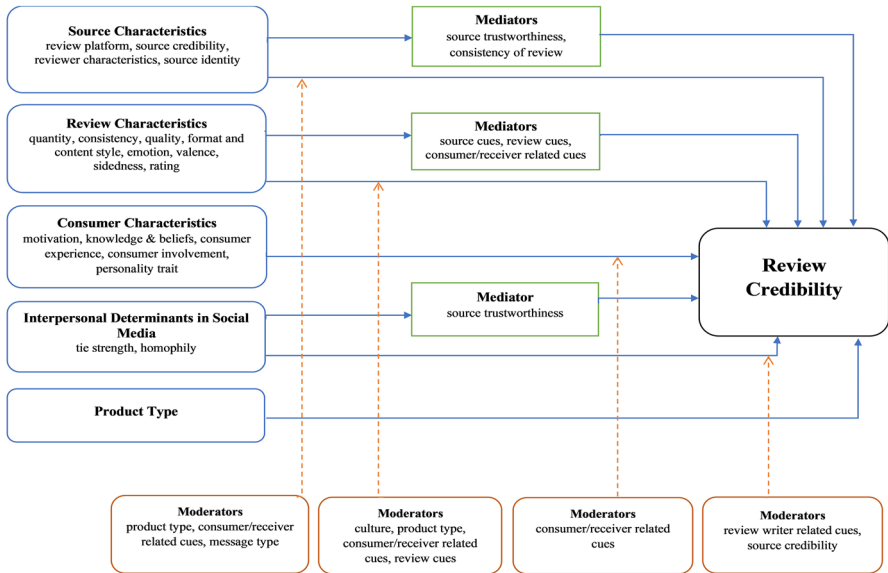 Source Characteristics
review platform, source credibility,
reviewer characteristics, source identity
Mediators
source trustworthiness,
consistency of review
Review Characteristics
quantity, consistency, quality, format and
content style, emotion, valence,
sidedness, rating
Mediators
source cues, review cues,
consumer/receiver related cues
Consumer Characteristics
motivation, knowledge & beliefs, consumer
experience, consumer involvement,
personality trait
Review
Credibility
Interpersonal Determinants in Social
Media
tie strength, homophily
Mediator
source trustworthiness
Product Type
Moderators
product type, consumer/receiver
related cues, message type
Moderators
culture, product type,
consumer/receiver related
cues, review cues
Moderators
consumer/receiver related
cues
Moderators
review writer related cues,
source credibility